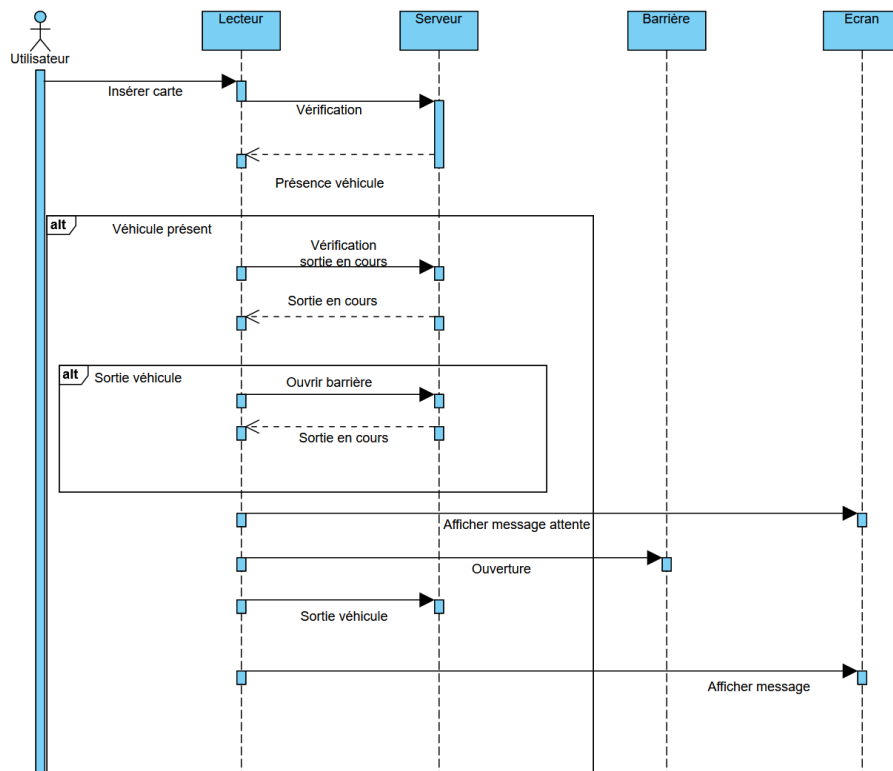 Lecteur
Serveur
Barrière
Ecran
Utilisateur
Insérer carte
Vérification
Présence véhicule
alt
Véhicule présent
Vérification
sortie en cours
Sortie en cours
alt
Sortie véhicule
Ouvrir barrière
Sortie en cours
Afficher message attente
Ouverture
Sortie véhicule
Afficher message